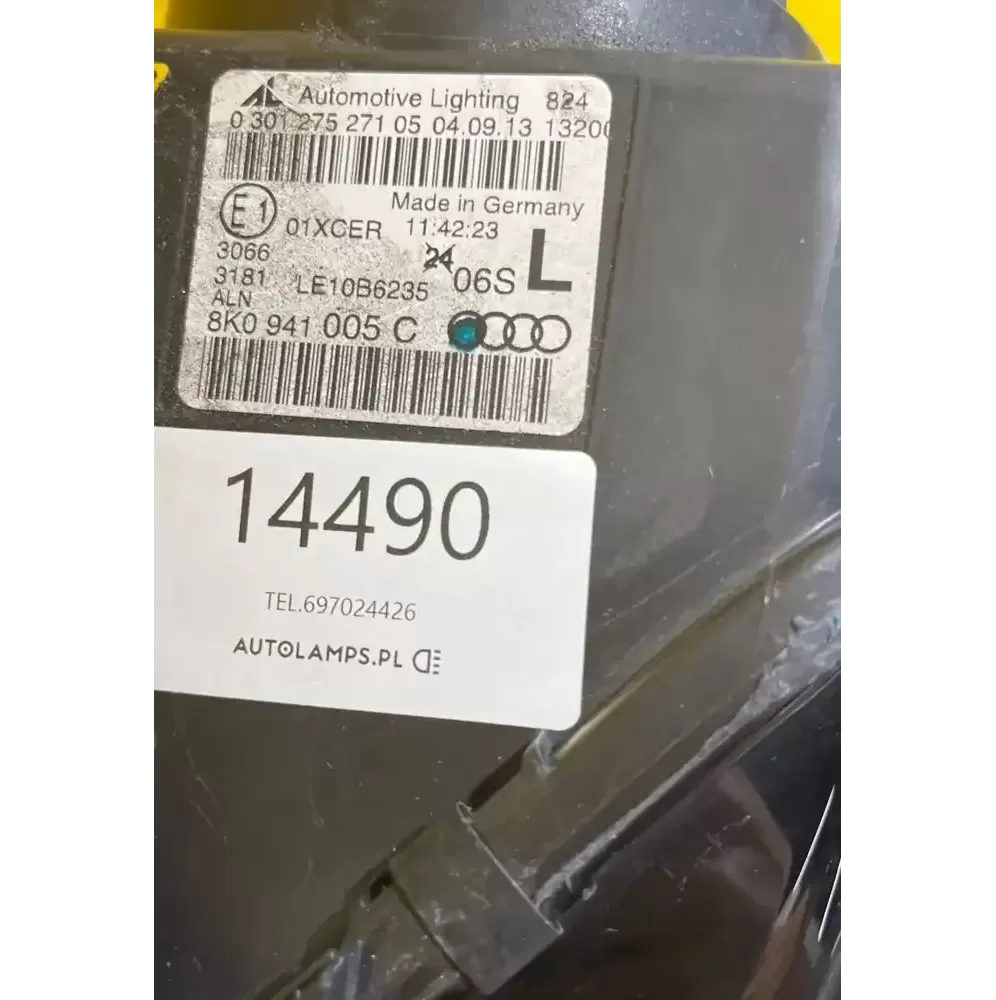 AL Automotive Lighting 824
0 301 275 271 05 04.09.13 1320
Made in Germany
E1 01XCER 11:42:23
3066 24
3181 LE10B6235 06S L
ALN
8K0 941 005 C
14490
TEL.697024426
AUTOLAMPS.PL